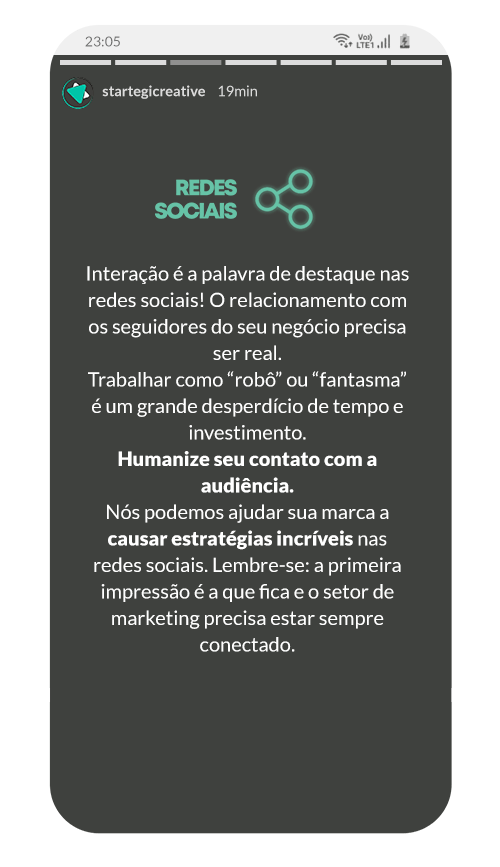 23:05
Vo))
LTE1
startegicreative 19min
REDES
SOCIAIS
Interação é a palavra de destaque nas
redes sociais! O relacionamento com
os seguidores do seu negócio precisa
ser real.
Trabalhar como “robô” ou “fantasma”
é um grande desperdício de tempo e
investimento.
Humanize seu contato com a
audiência.
Nós podemos ajudar sua marca a
causar estratégias incríveis nas
redes sociais. Lembre-se: a primeira
impressão é a que fica e o setor de
marketing precisa estar sempre
conectado.